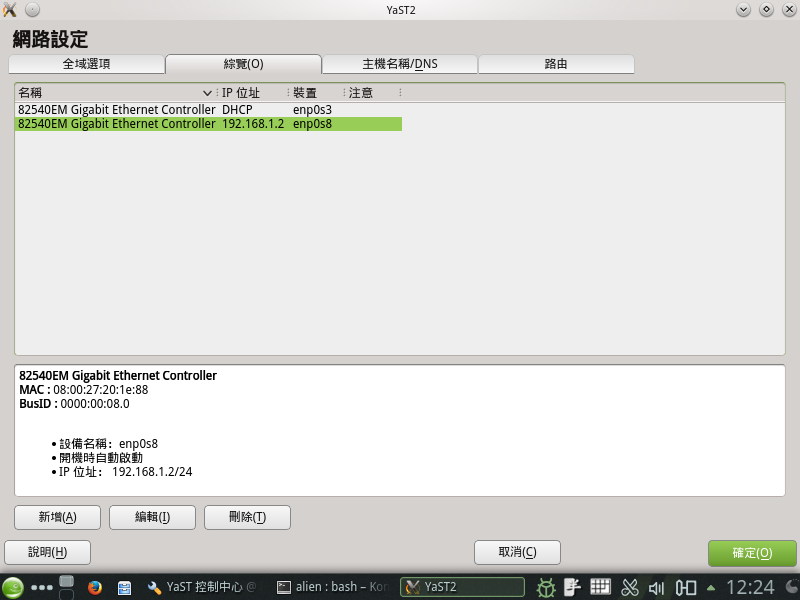 YaST2
網路設定
全域選項 綜覽(O) 主機名稱/DNS 路由
名稱 IP 位址 裝置 注意
82540EM Gigabit Ethernet Controller DHCP enp0s3
82540EM Gigabit Ethernet Controller 192.168.1.2 enp0s8
82540EM Gigabit Ethernet Controller
MAC : 08:00:27:20:1e:88
BusID : 0000:00:08.0
• 設備名稱： enp0s8
• 開機時自動啟動
• IP 位址： 192.168.1.2/24
新增(A) 編輯(I) 刪除(T)
說明(H) 取消(C) 確定(O)
YaST 控制中心 @ alien : bash – Kon YaST2 12:24